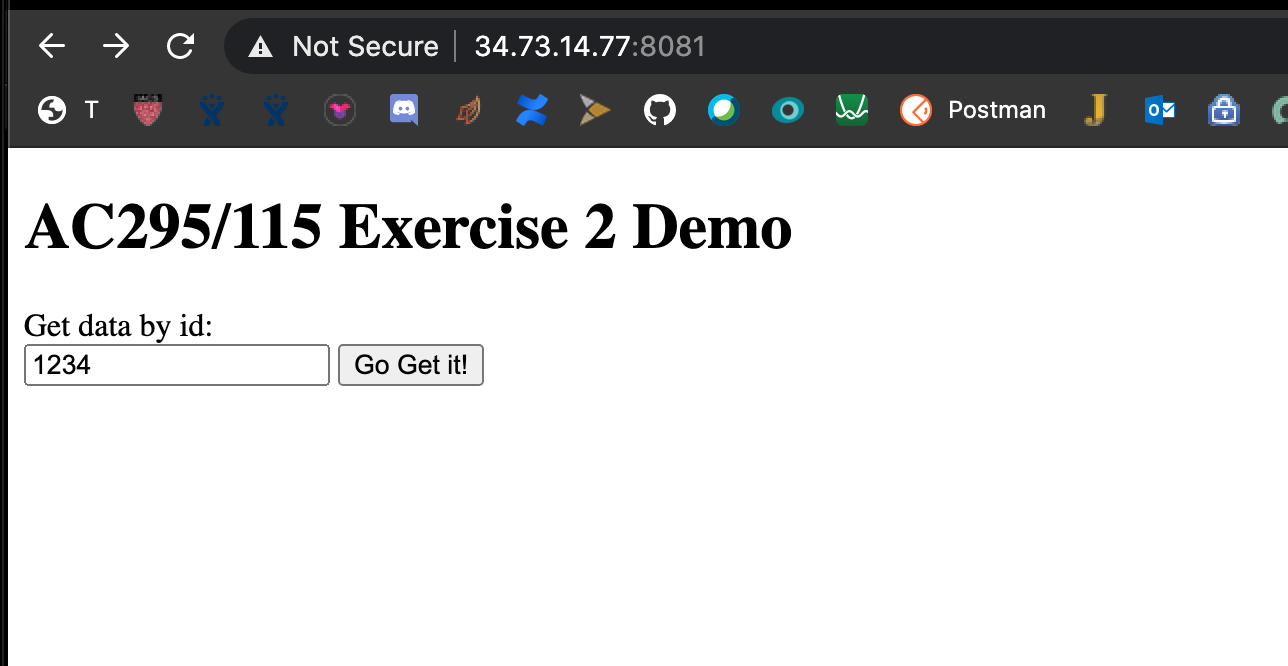 Not Secure 34.73.14.77:8081
T Postman
AC295/115 Exercise 2 Demo
Get data by id:
1234 Go Get it!